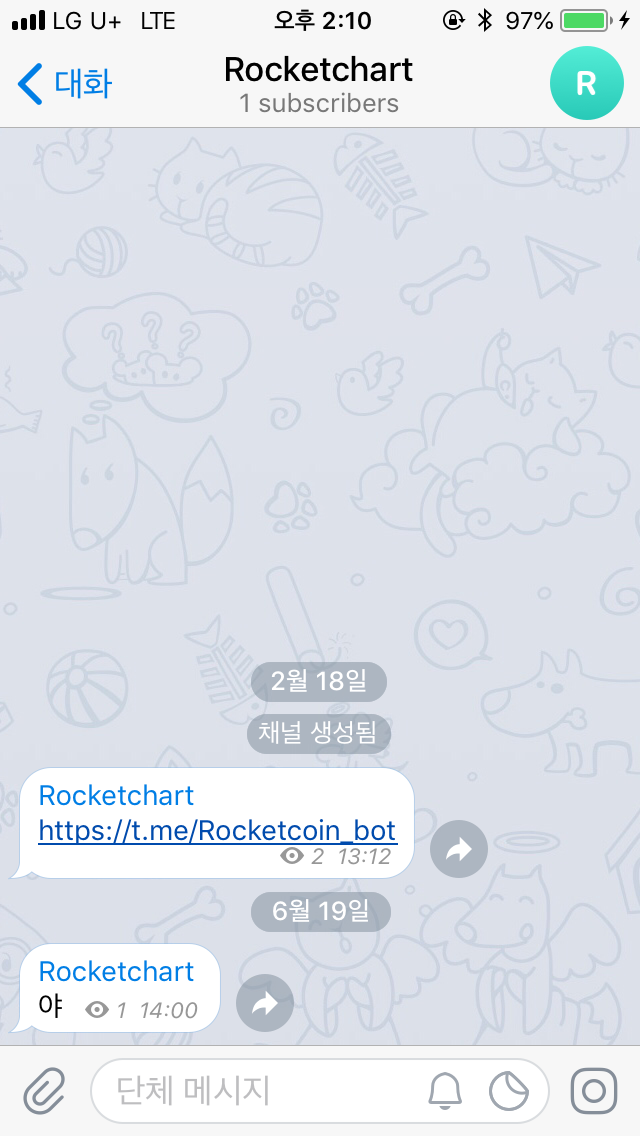 LG U+ LTE 오후 2:10 97%
대화 Rocketchart R
1 subscribers
2월 18일
채널 생성됨
Rocketchart
https://t.me/Rocketcoin_bot
2 13:12
6월 19일
Rocketchart
야 1 14:00
단체 메시지